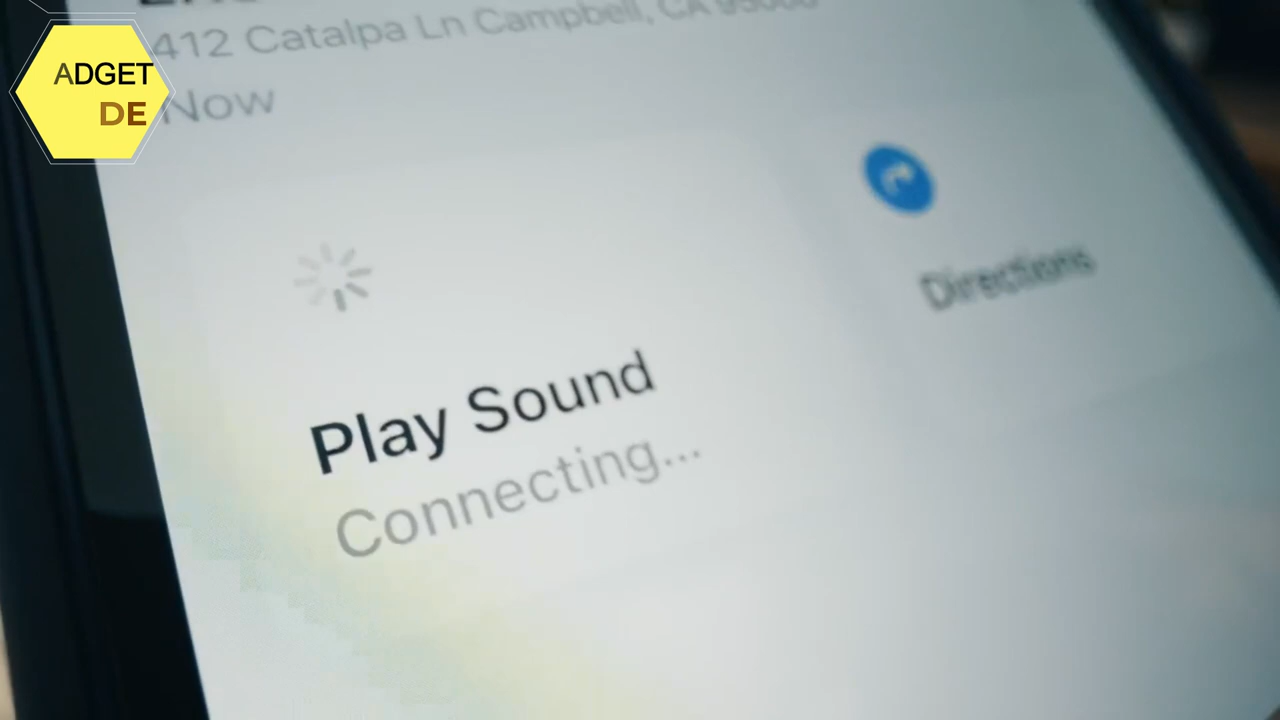 412 Catalpa Ln Campbell, CA
Now
ADGET
DE
Directions
Play Sound
Connecting...